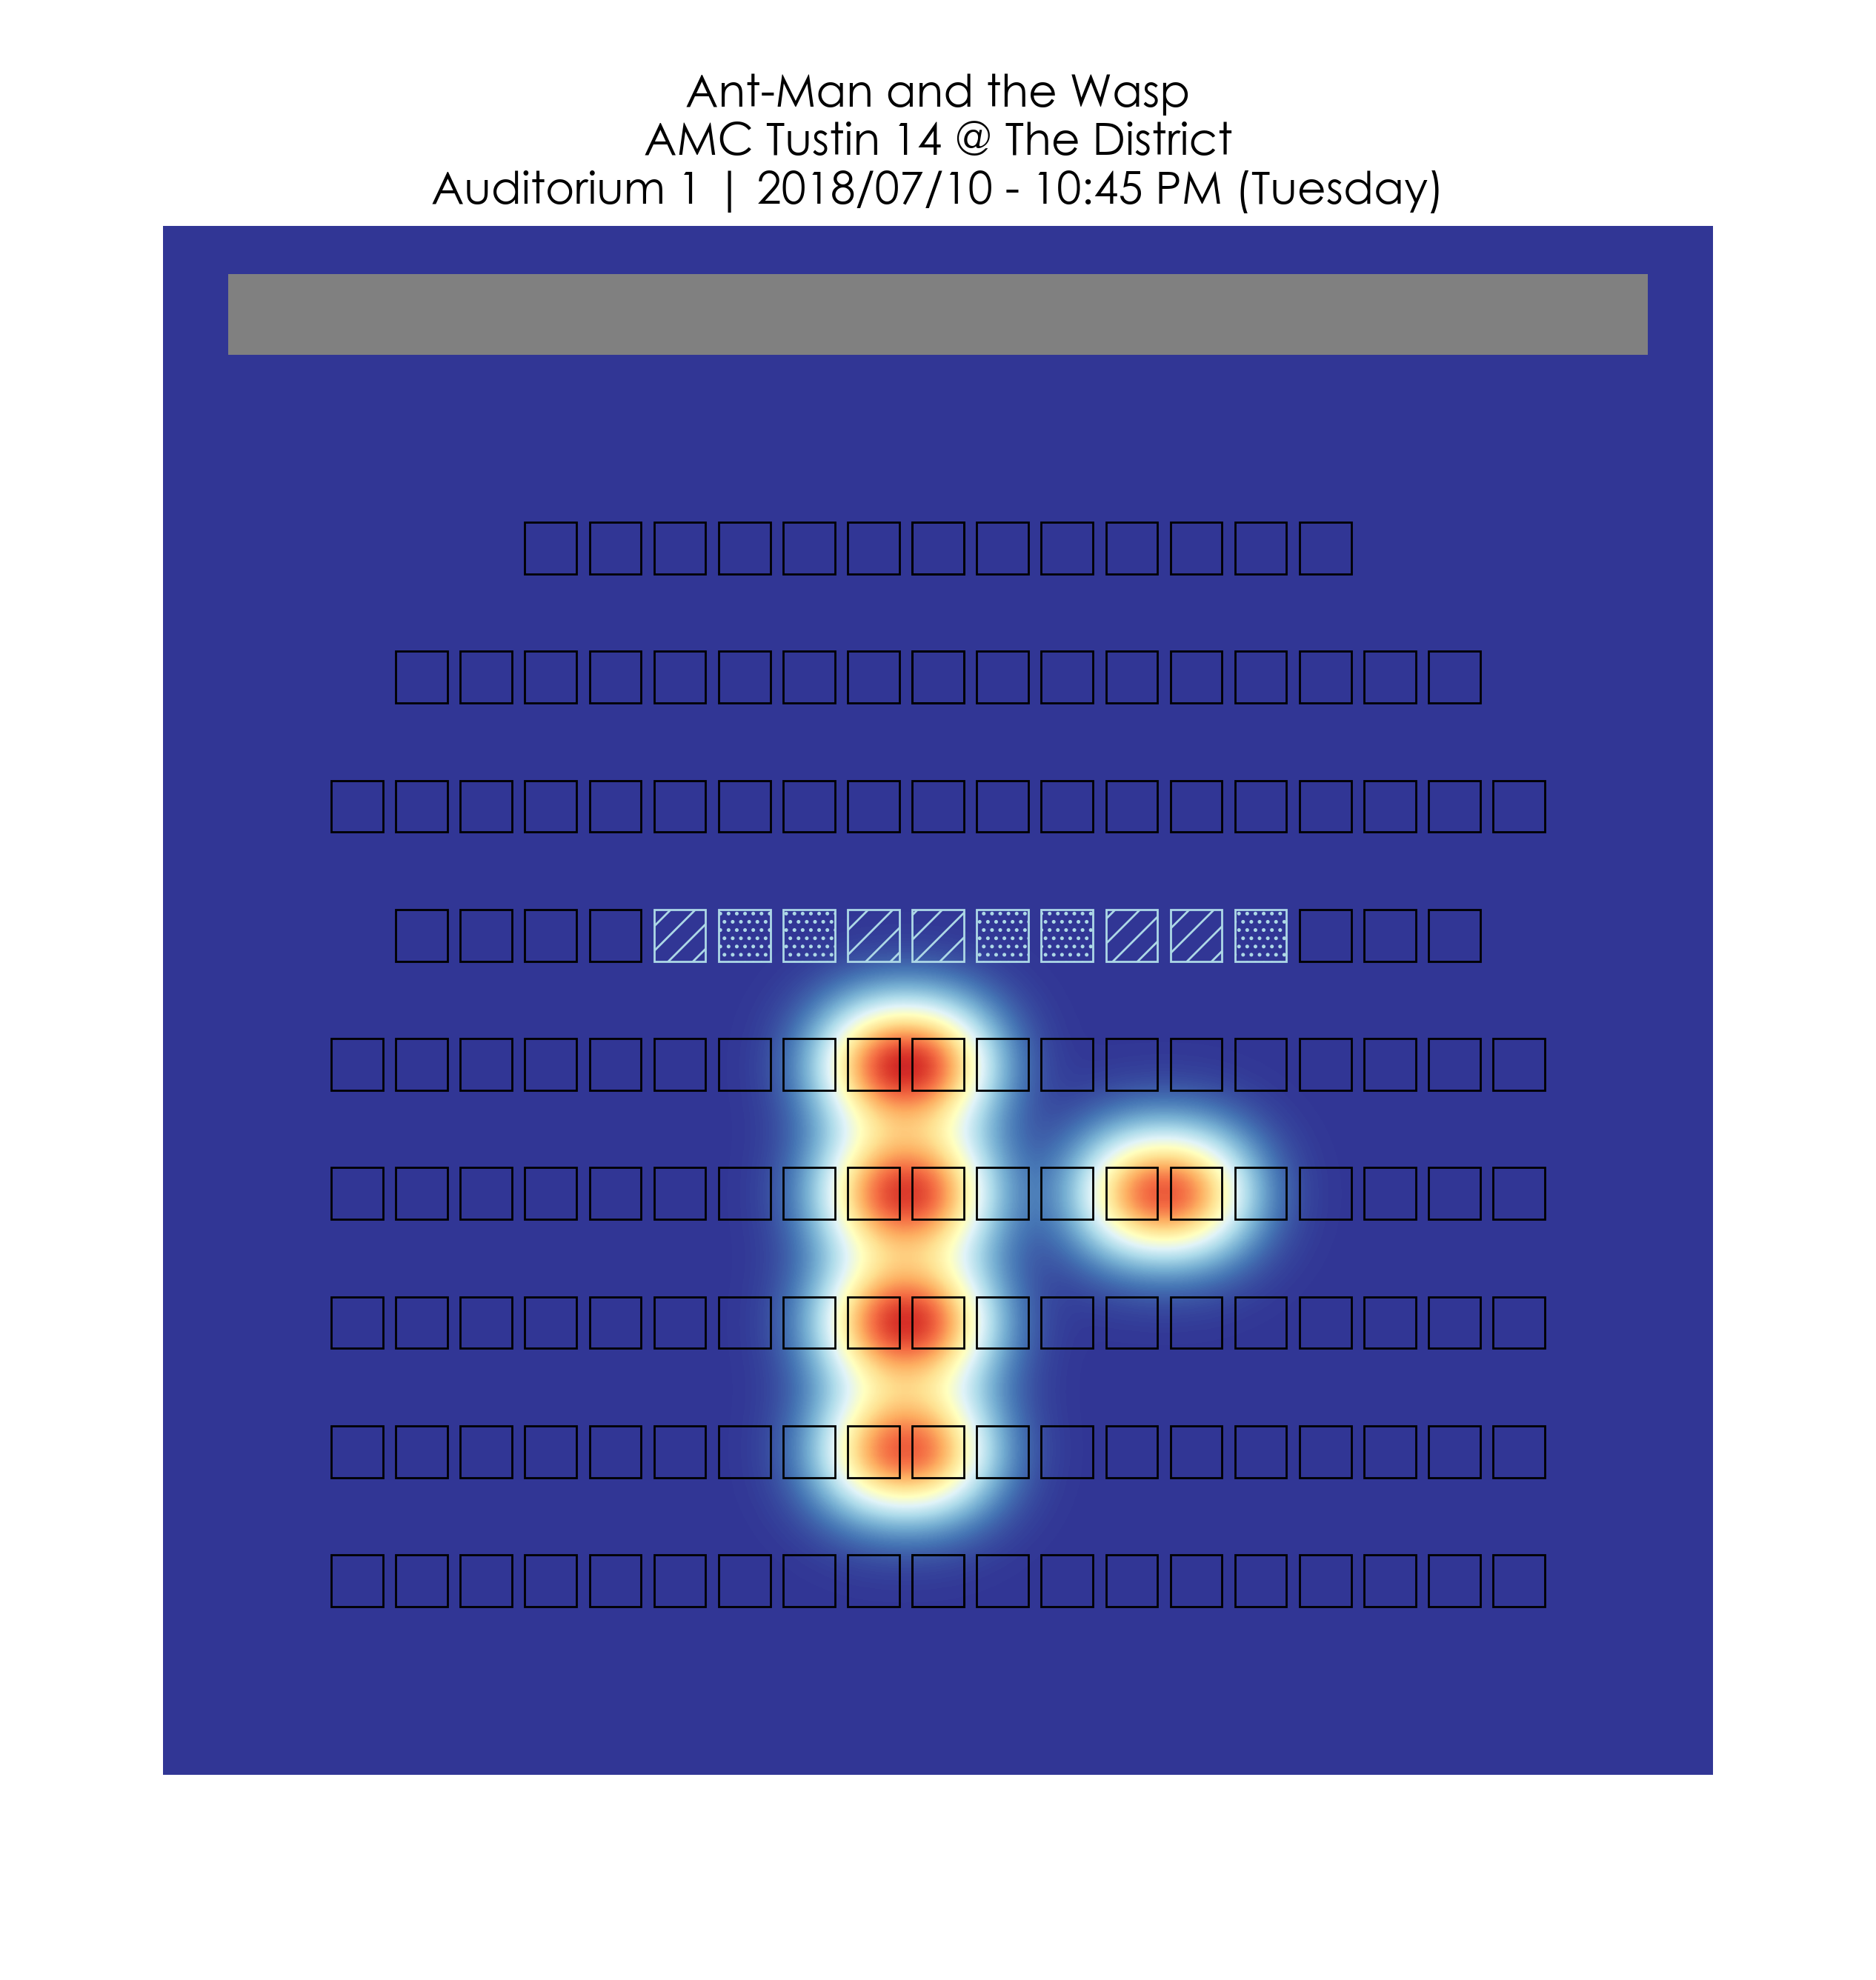 Ant-Man and the Wasp
AMC Tustin 14 @ The District
Auditorium 1 | 2018/07/10 - 10:45 PM (Tuesday)